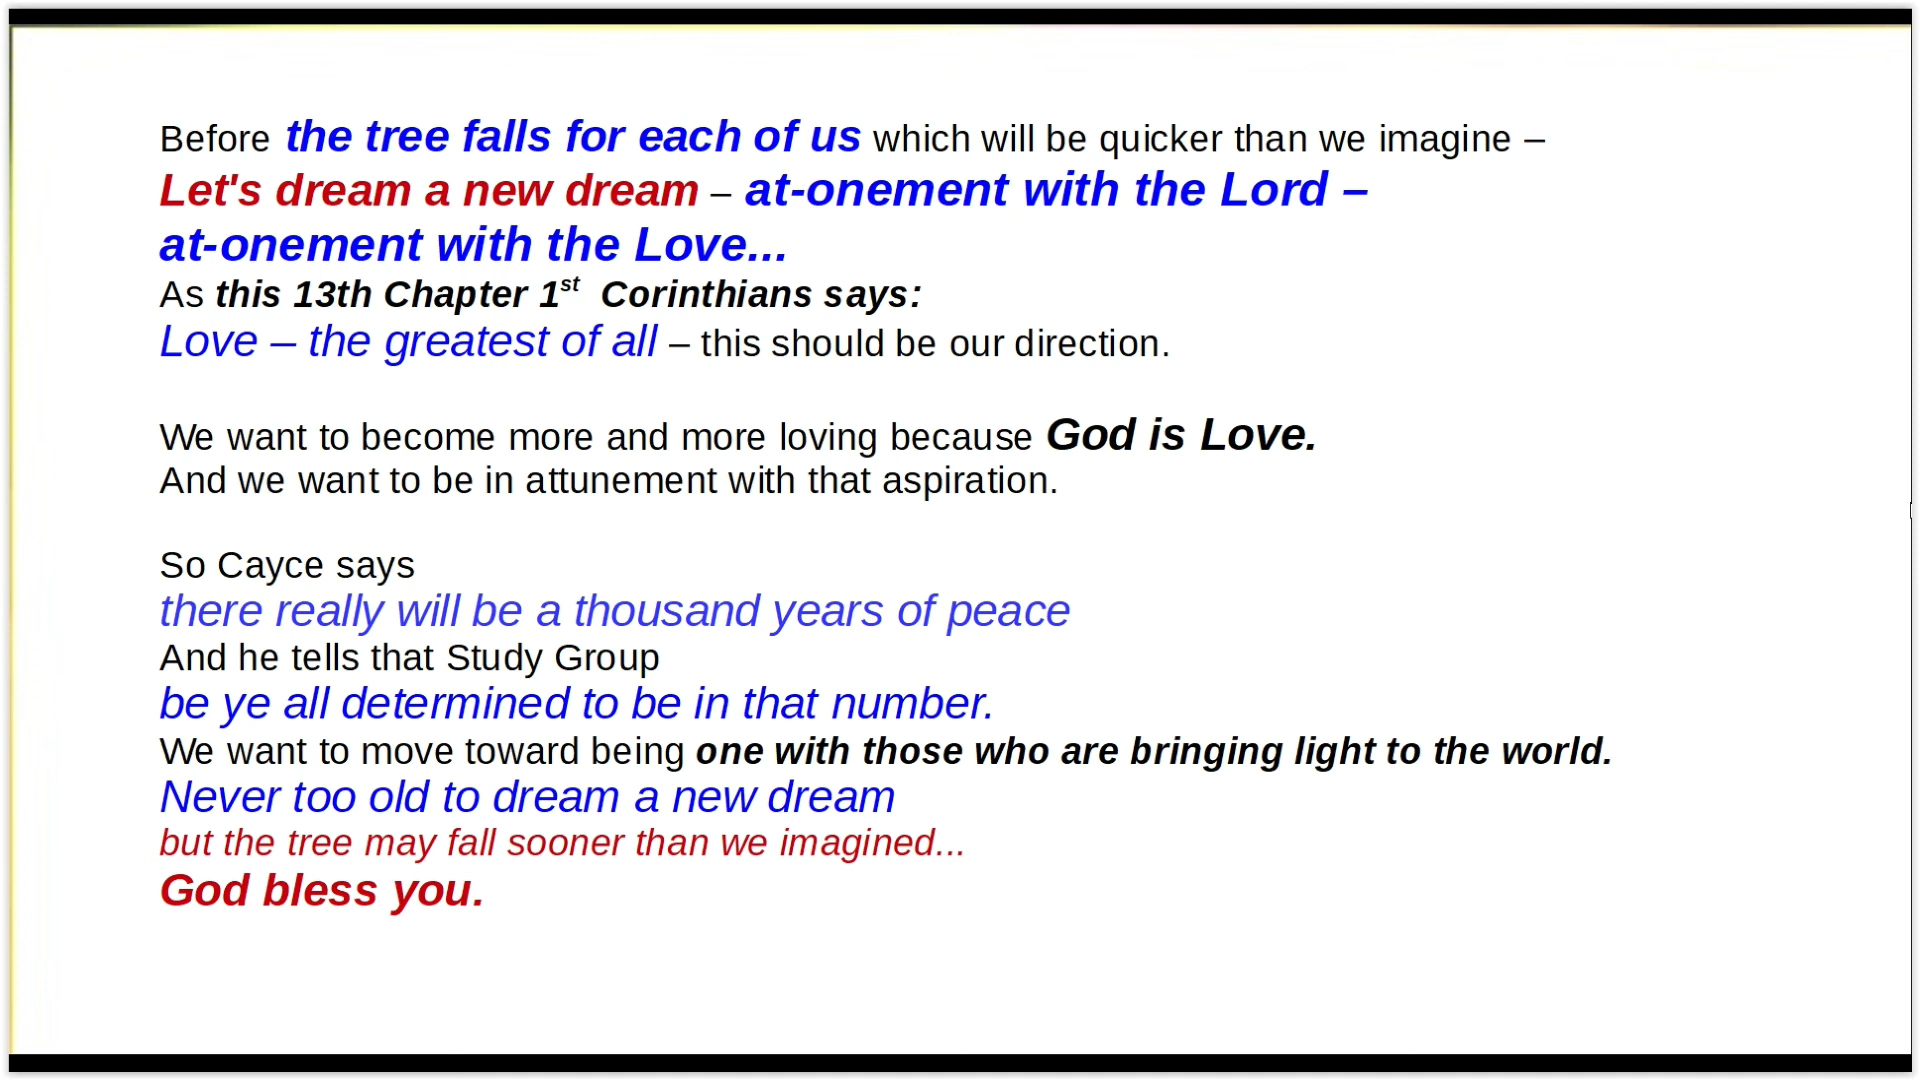 Before the tree falls for each of us which will be quicker than we imagine –
Let's dream a new dream – at-onement with the Lord –
at-onement with the Love...
As this 13th Chapter 1st Corinthians says:
Love – the greatest of all – this should be our direction.
We want to become more and more loving because God is Love.
And we want to be in attunement with that aspiration.
So Cayce says
there really will be a thousand years of peace
And he tells that Study Group
be ye all determined to be in that number.
We want to move toward being one with those who are bringing light to the world.
Never too old to dream a new dream
but the tree may fall sooner than we imagined...
God bless you.